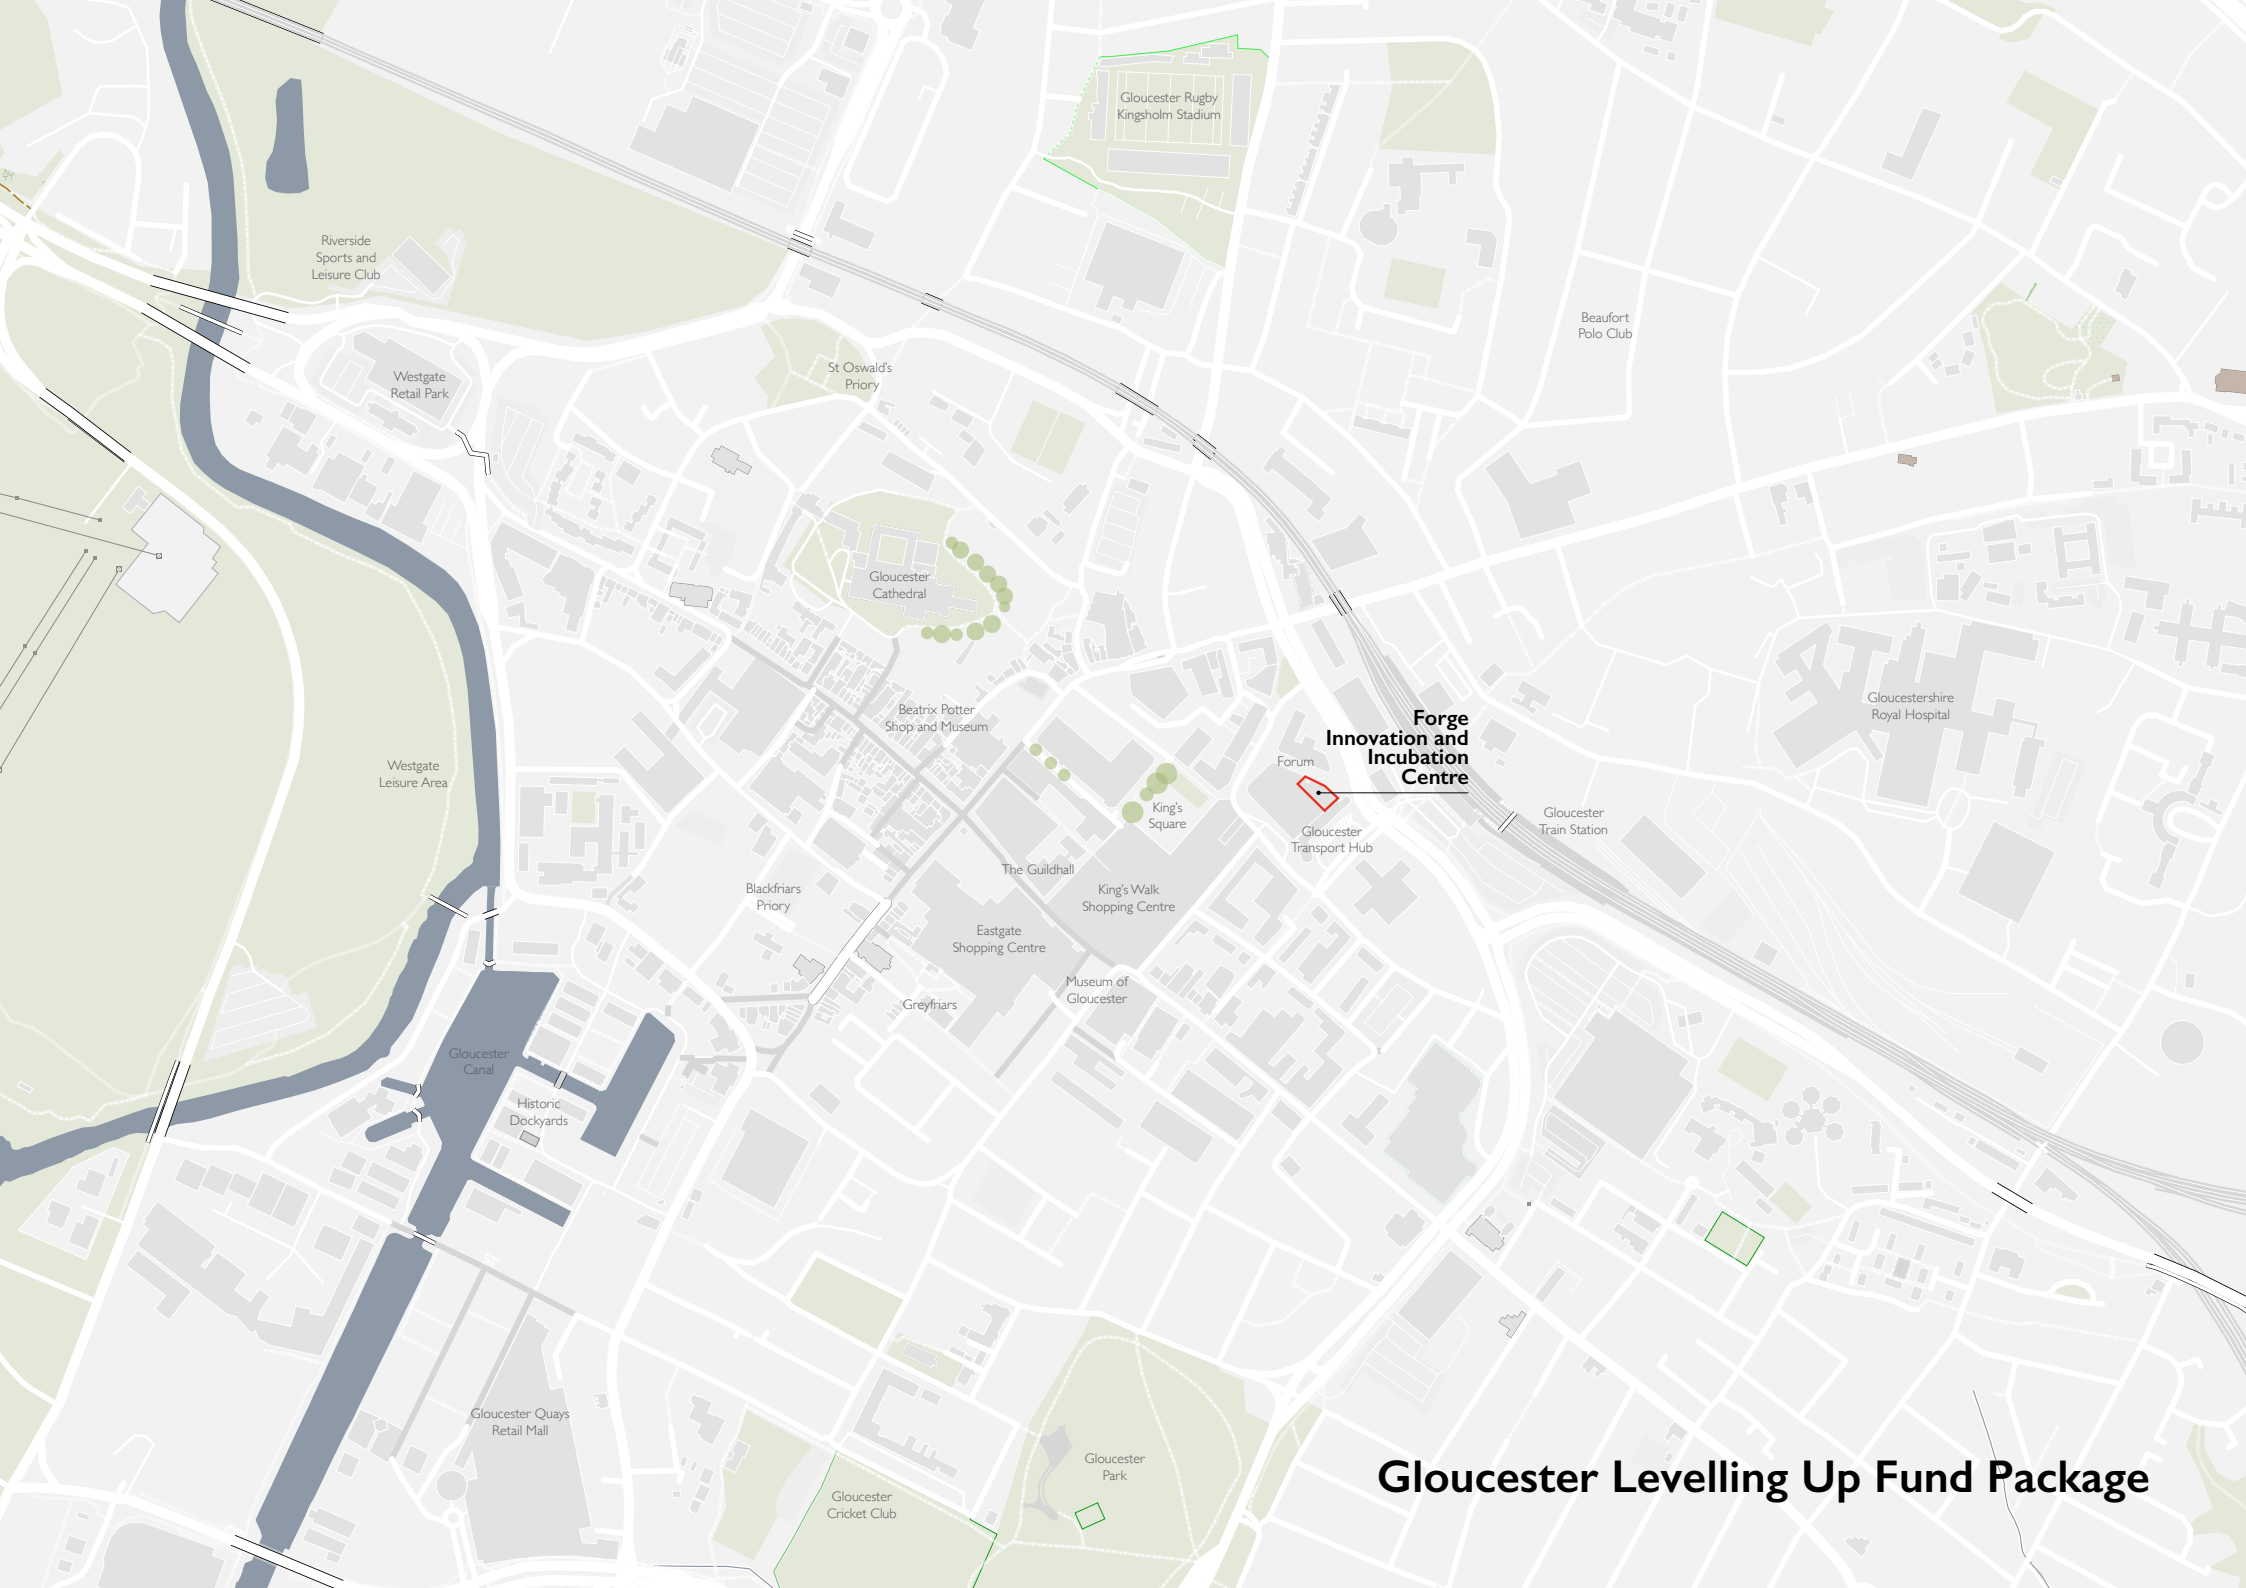 Gloucester Rugby
Kingsholm Stadium
Riverside
Sports and
Leisure Club
Beaufort
Polo Club
Westgate
Retail Park
St Oswald's
Priory
Gloucester
Cathedral
Gloucestershire
Royal Hospital
Beatrix Potter
Shop and Museum
Forge
Innovation and
Incubation
Centre
Forum
Westgate
Leisure Area
King's
Square
Gloucester
Train Station
Gloucester
Transport Hub
The Guildhall
Blackfriars
Priory
King's Walk
Shopping Centre
Eastgate
Shopping Centre
Museum of
Gloucester
Greyfriars
Gloucester
Canal
Historic
Dockyards
Gloucester Quays
Retail Mall
Gloucester
Park
Gloucester
Cricket Club
Gloucester Levelling Up Fund Package